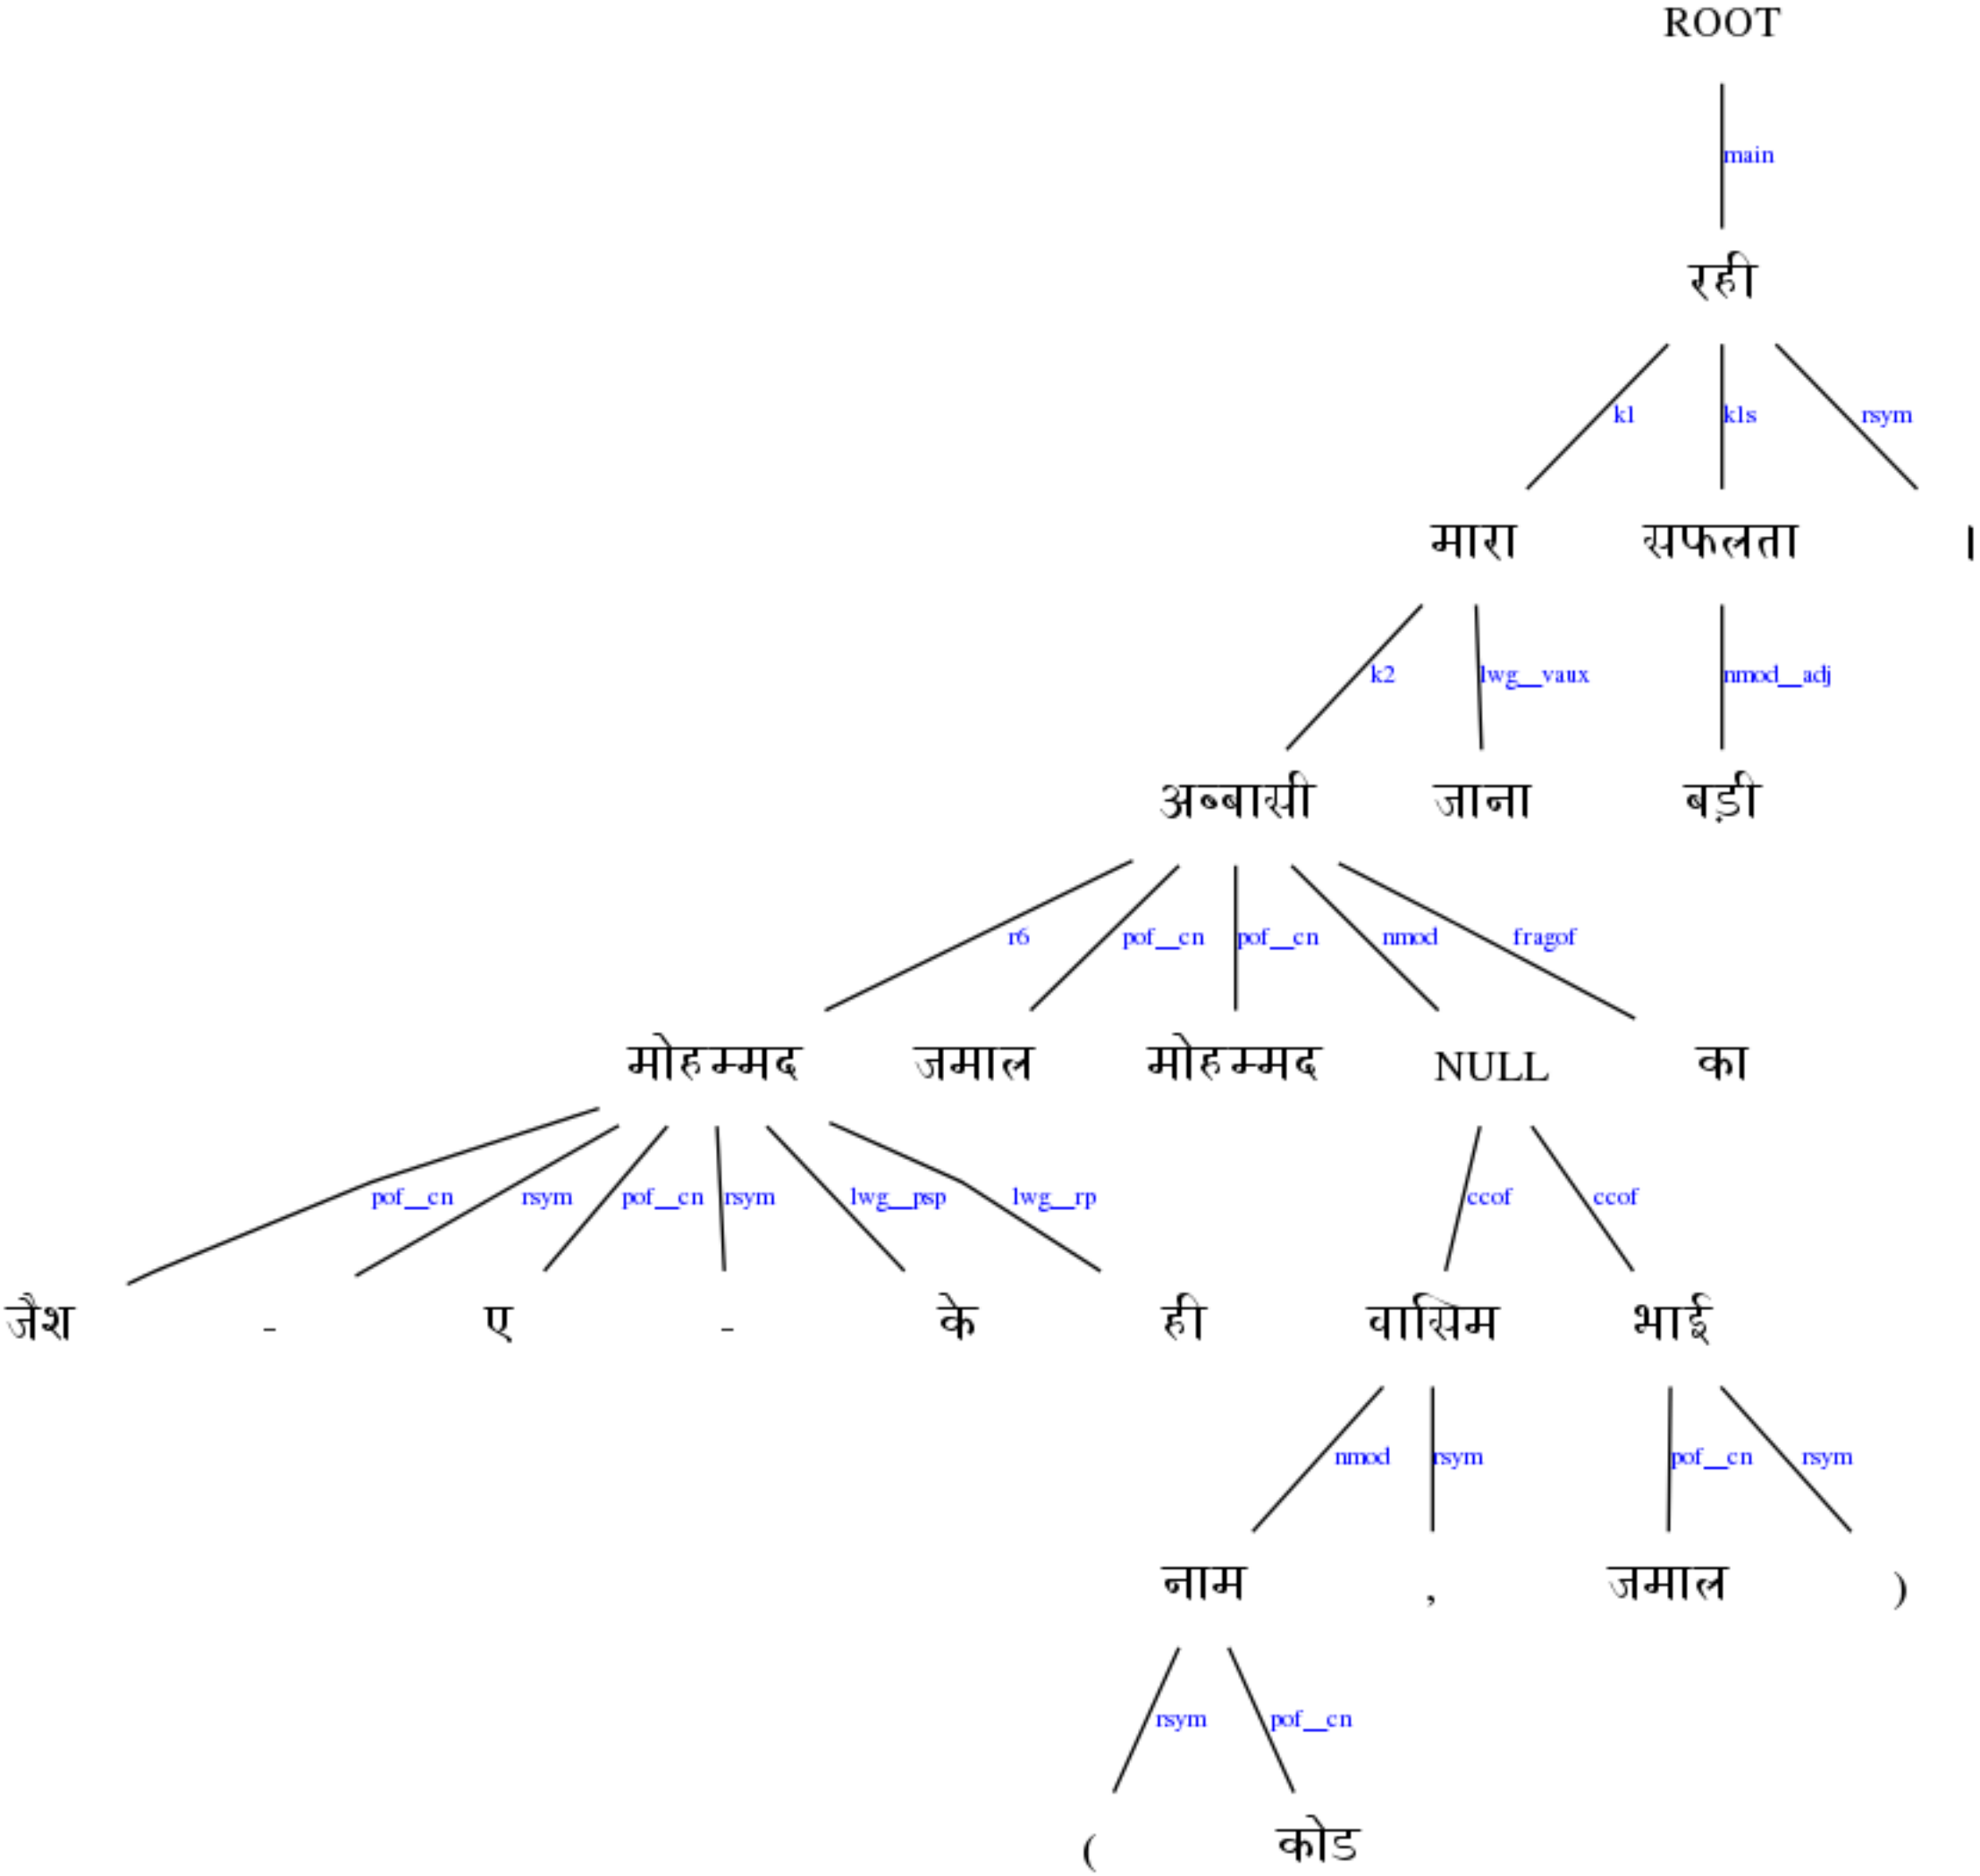 ROOT
main
रही
k1 k1s rsym
मारा सफलता ।
k2 lwg__vaux nmod__adj
अब्बासी जाना बड़ी
r6 pof__cn pof__cn nmod fragof
मोहम्मद जमाल मोहम्मद NULL का
pof__cn rsym pof__cn rsym lwg__psp lwg__rp ccof ccof
जैश - ए - के ही वासिम भाई
nmod rsym pof__cn rsym
नाम , जमाल )
rsym pof__cn
( कोड